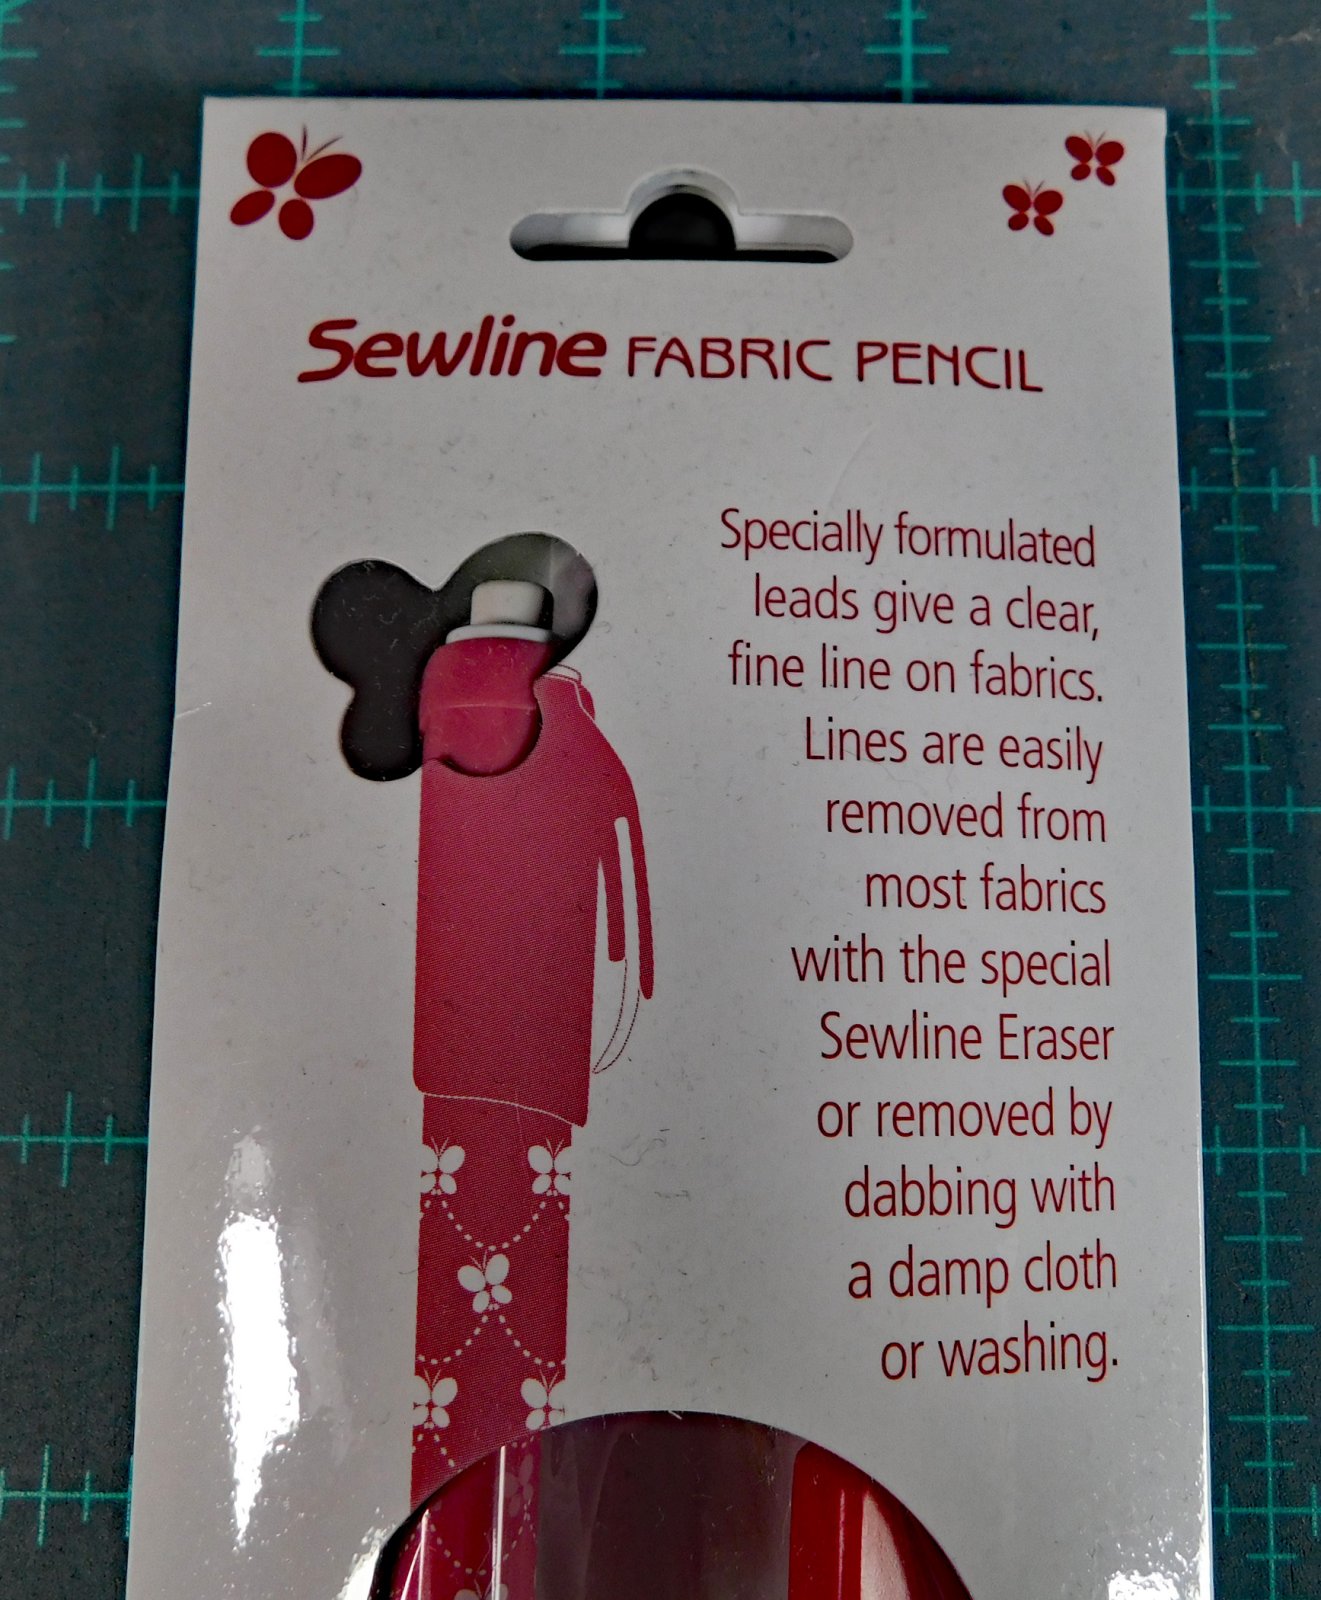 Sewline FABRIC PENCIL
Specially formulated
leads give a clear,
fine line on fabrics.
Lines are easily
removed from
most fabrics
with the special
Sewline Eraser
or removed by
dabbing with
a damp cloth
or washing.